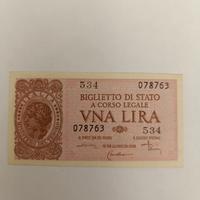 534 078763
BIGLIETTO DI STATO
A CORSO LEGALE
VNA LIRA
078763 534